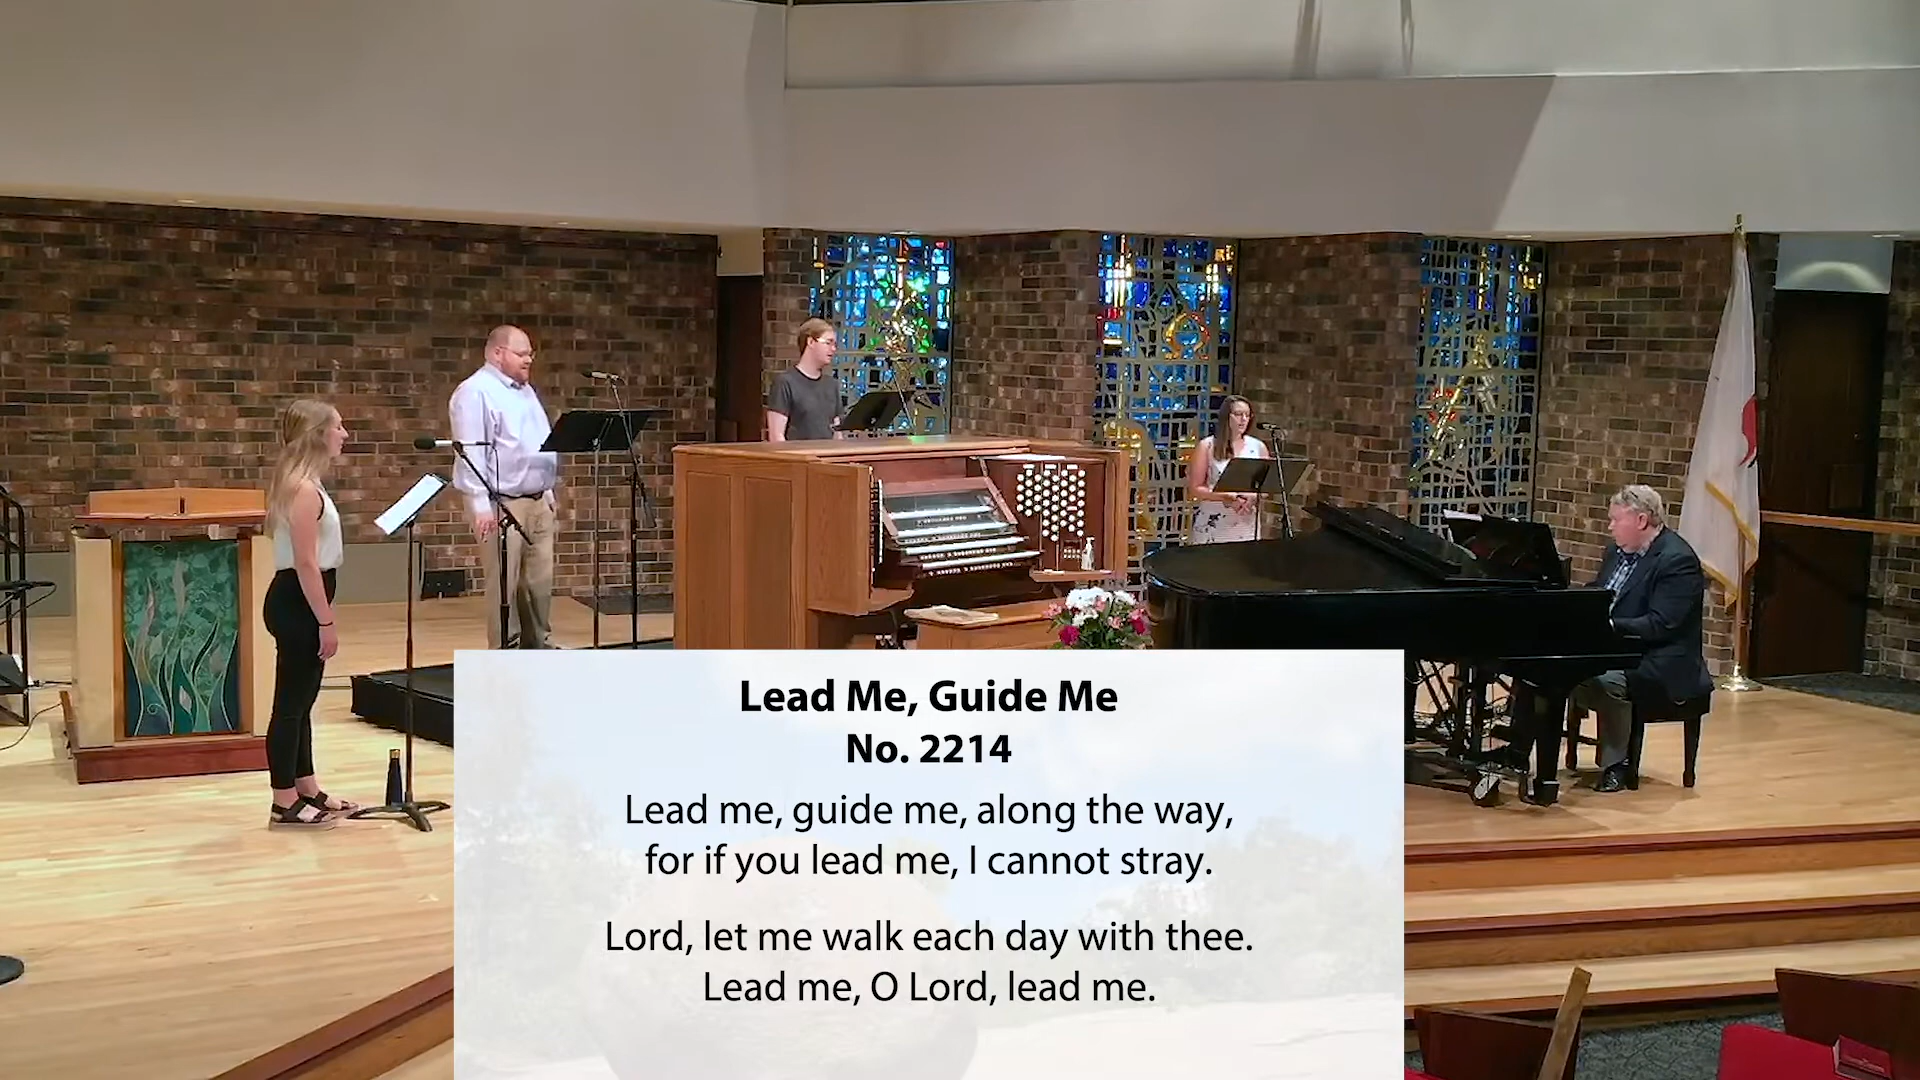 Lead Me, Guide Me
No. 2214
Lead me, guide me, along the way,
for if you lead me, I cannot stray.
Lord, let me walk each day with thee.
Lead me, O Lord, lead me.